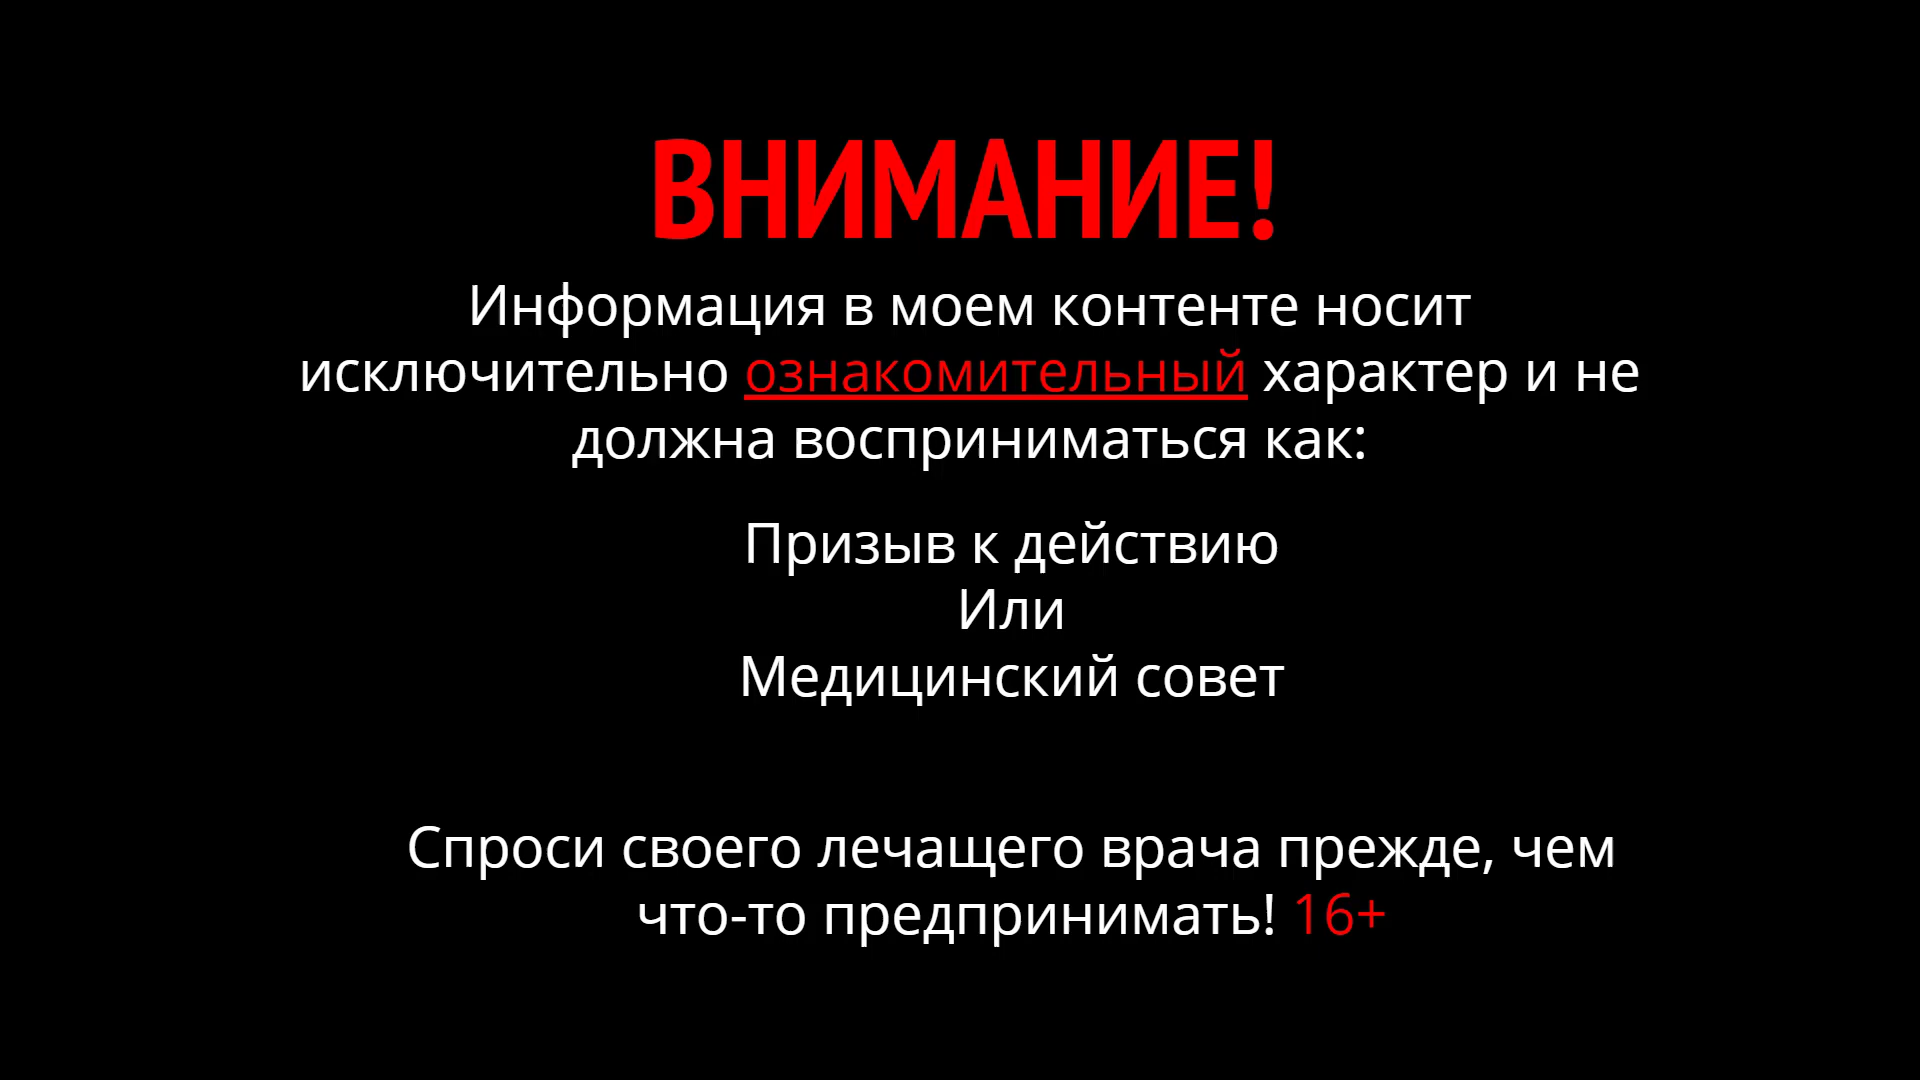 ВНИМАНИЕ!
Информация в моем контенте носит
исключительно ознакомительный характер и не
должна восприниматься как:
Призыв к действию
Или
Медицинский совет
Спроси своего лечащего врача прежде, чем
что-то предпринимать! 16+